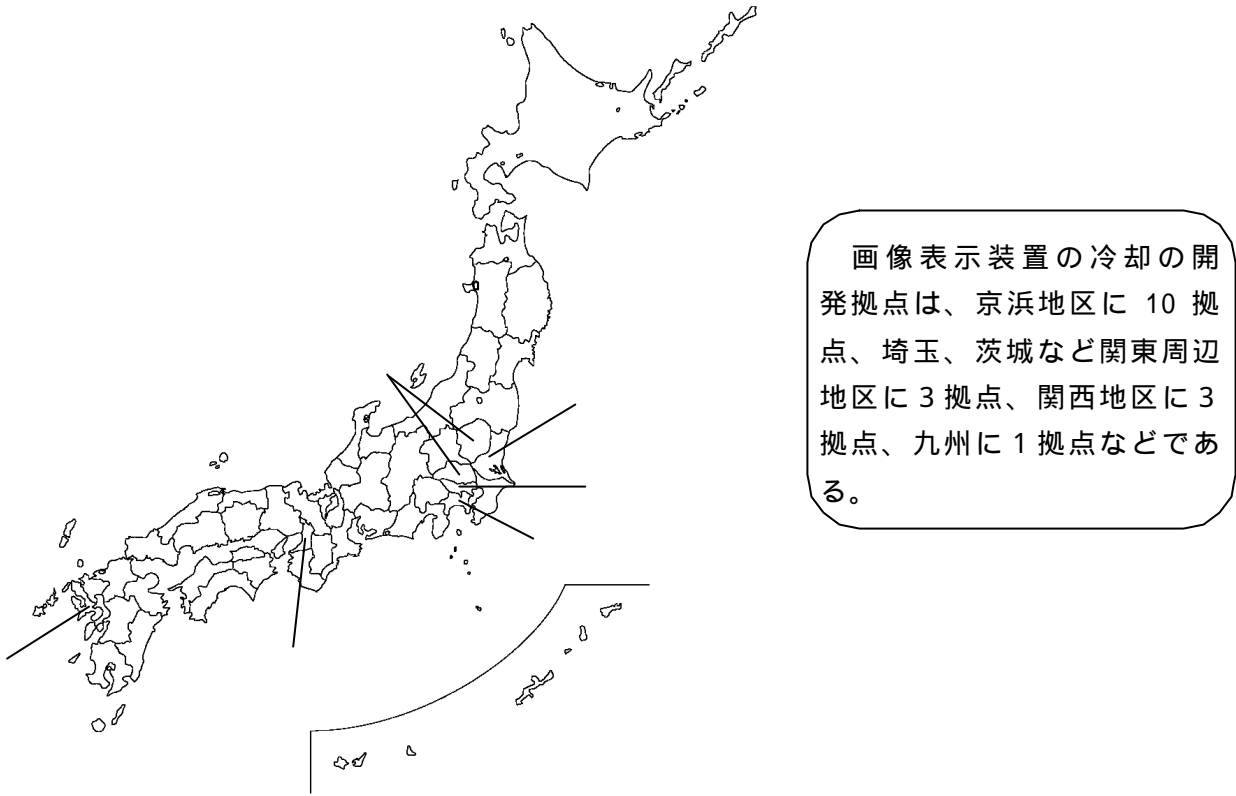 画像表示装置の冷却の開
発拠点は、京浜地区に 10 拠
点、埼玉、茨城など関東周辺
地区に 3 拠点、関西地区に 3
拠点、九州に 1 拠点などであ
る。